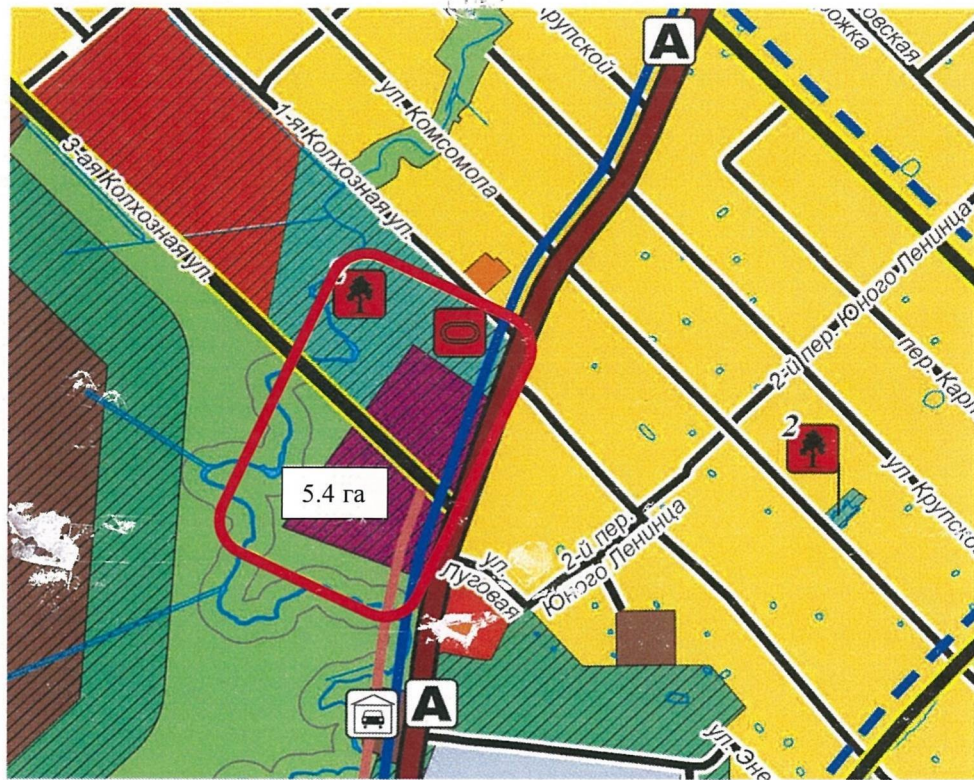 А
Крупской
ул. Комсомола
1-я Колхозная ул.
3-ая Колхозная ул.
2-й пер. Юного Ленинца
пер. Карл
ул. Крупско
2
5.4 га
2-й пер.
Юного Ленинца
ул.
Луговая
А
ул. Эне